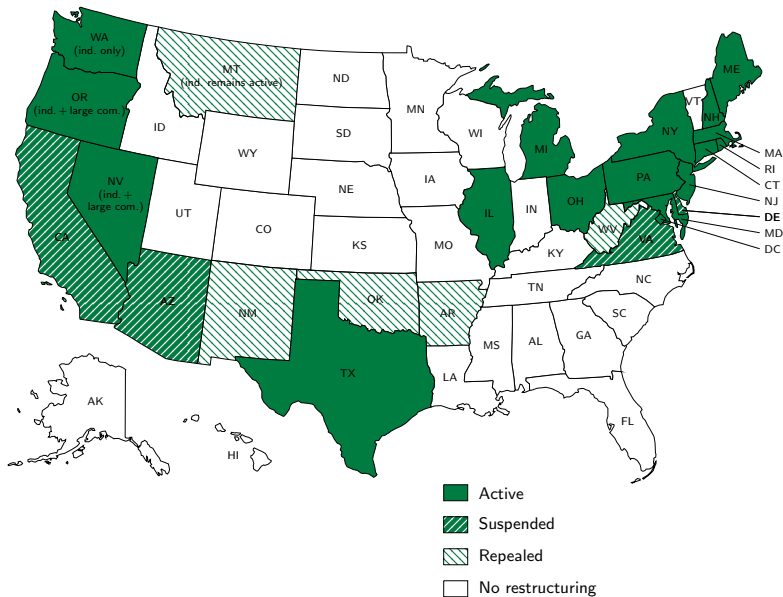 WA
(ind. only)
MT
(ind. remains active)
ND
MN
ME
VT
NH
OR
(ind. + large com.)
ID
SD
WI
NY
MI
MA
RI
CT
NJ
DE
MD
DC
WY
IA
PA
NV
(ind. +
large com.)
NE
IL
IN
OH
UT
CO
KS
MO
WV
VA
KY
CA
AZ
NM
OK
AR
TN
NC
SC
MS
AL
GA
TX
LA
FL
AK
HI
Active
Suspended
Repealed
No restructuring